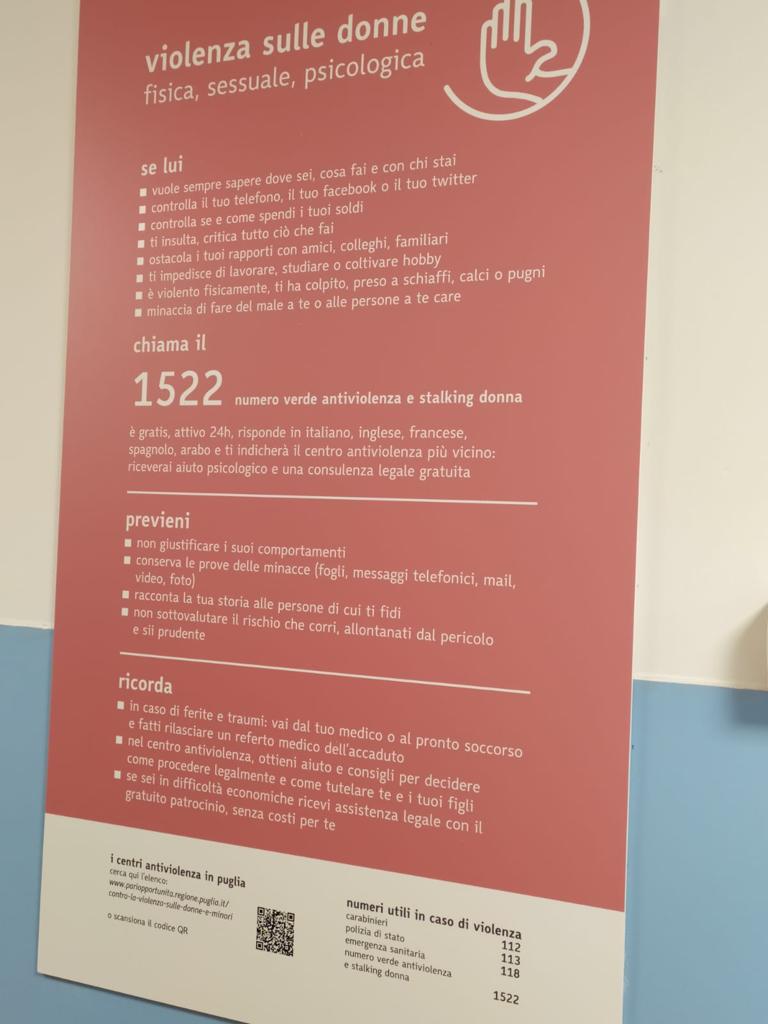 violenza sulle donne
fisica, sessuale, psicologica
se lui
■ vuole sempre sapere dove sei, cosa fai e con chi stai
■ controlla il tuo telefono, il tuo facebook o il tuo twitter
■ controlla se e come spendi i tuoi soldi
■ ti insulta, critica tutto ciò che fai
■ ostacola i tuoi rapporti con amici, colleghi, familiari
■ ti impedisce di lavorare, studiare o coltivare hobby
■ è violento fisicamente, ti ha colpito, preso a schiaffi, calci o pugni
■ minaccia di fare del male a te o alle persone a te care
chiama il
1522 numero verde antiviolenza e stalking donna
è gratis, attivo 24h, risponde in italiano, inglese, francese,
spagnolo, arabo e ti indicherà il centro antiviolenza più vicino:
riceverai aiuto psicologico e una consulenza legale gratuita
previeni
■ non giustificare i suoi comportamenti
■ conserva le prove delle minacce (fogli, messaggi telefonici, mail,
video, foto)
■ racconta la tua storia alle persone di cui ti fidi
■ non sottovalutare il rischio che corri, allontanati dal pericolo
e sii prudente
ricorda
■ in caso di ferite e traumi: vai dal tuo medico o al pronto soccorso
e fatti rilasciare un referto medico dell'accaduto
■ nel centro antiviolenza, ottieni aiuto e consigli per decidere
come procedere legalmente e come tutelare te e i tuoi figli
■ se sei in difficoltà economiche ricevi assistenza legale con il
gratuito patrocinio, senza costi per te
i centri antiviolenza in puglia
cerca qui l'elenco:
www.pariopportunita.regione.puglia.it/
contro-la-violenza-sulle-donne-e-minori
o scansiona il codice QR
numeri utili in caso di violenza
carabinieri 112
polizia di stato 113
emergenza sanitaria 118
numero verde antiviolenza
e stalking donna 1522